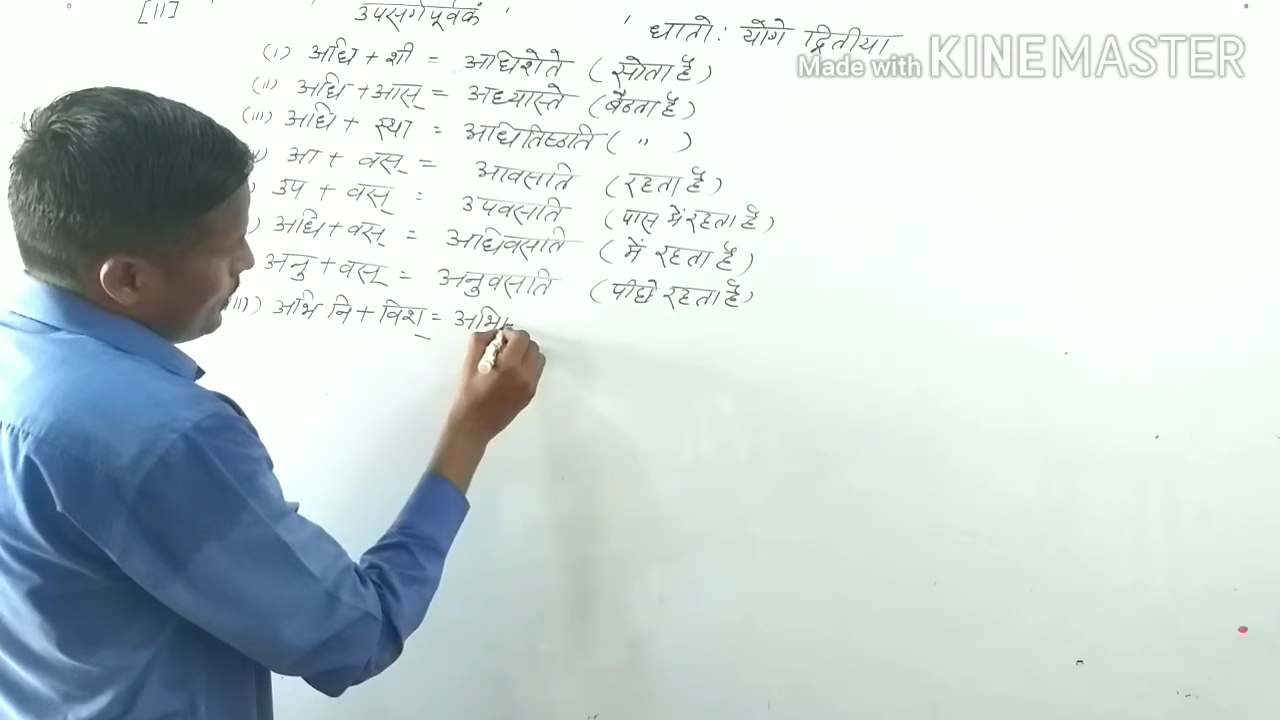 [II] उपसर्गपूर्वकं ' ' धातोः योगे द्वितीया
(i) अधि + शी = अधिशेते (सोता है)
(ii) अधि + आस् = अध्यास्ते (बैठता है)
(iii) अधि + स्था = अधितिष्ठति ( " )
आ + वस् = आवसति (रहता है)
उप + वस् = उपवसति (पास में रहता है)
अधि + वस् = अधिवसति (में रहता है)
अनु + वस् = अनुवसति (पीछे रहता है)
अभि नि + विश् = अभि
Made with KINEMASTER